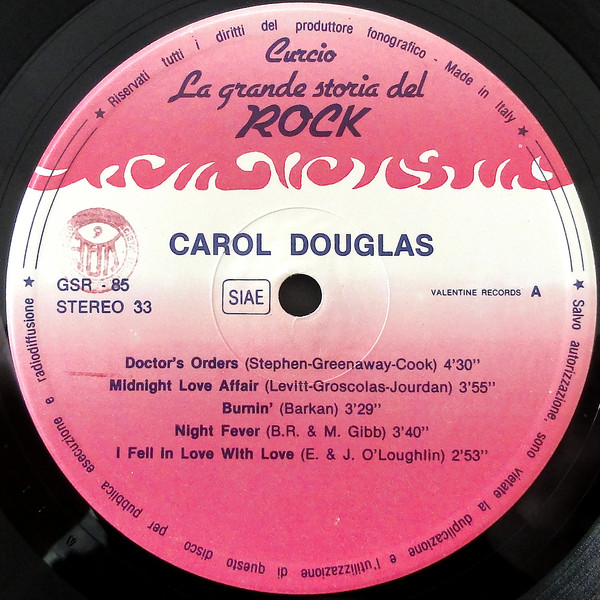 ★ Riservati tutti i diritti del produttore fonografico - Made in Italy ★
Curcio
La grande storia del
ROCK
CAROL DOUGLAS
GSR - 85
STEREO 33
SIAE
VALENTINE RECORDS A
Doctor's Orders (Stephen-Greenaway-Cook) 4'30''
Midnight Love Affair (Levitt-Groscolas-Jourdan) 3'55''
Burnin' (Barkan) 3'29''
Night Fever (B.R. & M. Gibb) 3'40''
I Fell in Love With Love (E. & J. O'Loughlin) 2'53''
★ Salvo autorizzazione, sono vietate la duplicazione e l'utilizzazione di questo disco per pubblica esecuzione e radiodiffusione ★